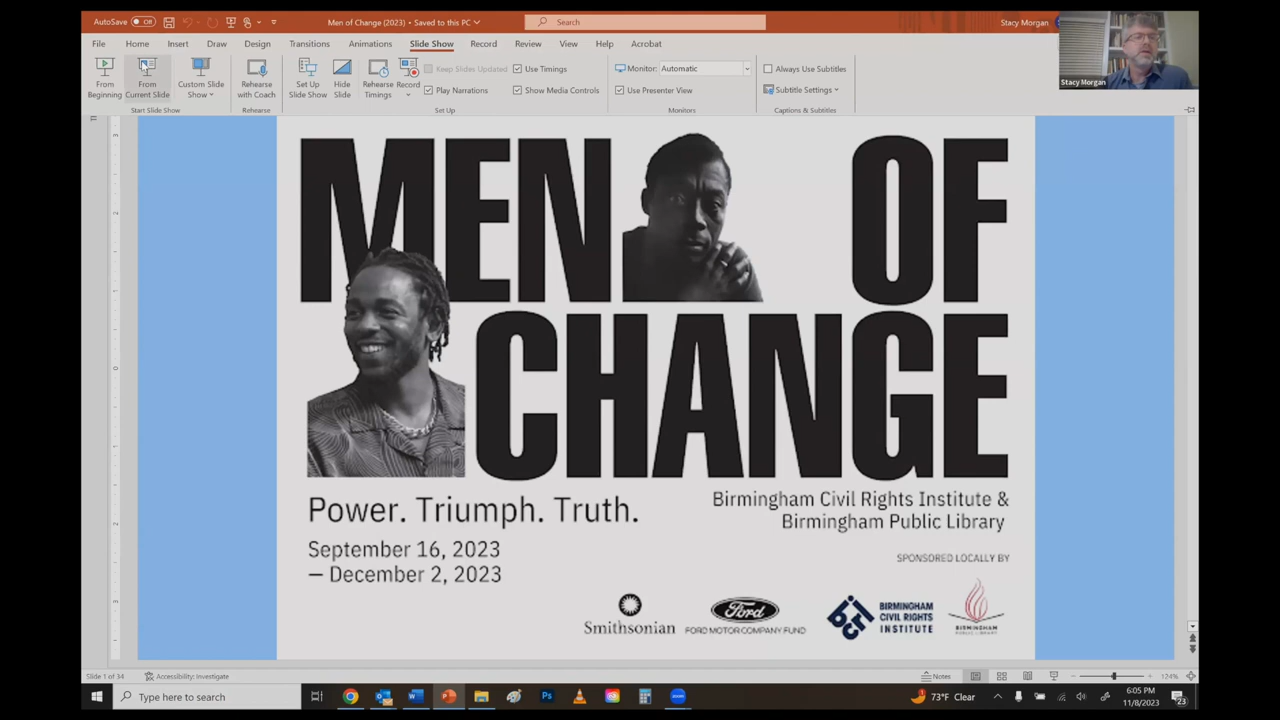 AutoSave Off
Men of Change (2023) • Saved to this PC
Search
Stacy Morgan
File Home Insert Draw Design Transitions Animations Slide Show Record Review View Help Acrobat
From Beginning
From Current Slide
Custom Slide Show
Start Slide Show
Rehearse with Coach
Rehearse
Set Up Slide Show
Hide Slide
Rehearse Timings
Record
Keep Slides Updated
Play Narrations
Use Timings
Show Media Controls
Set Up
Monitor: Automatic
Use Presenter View
Monitors
Always Use Subtitles
Subtitle Settings
Captions & Subtitles
Stacy Morgan
MEN OF
CHANGE
Power. Triumph. Truth.
September 16, 2023
— December 2, 2023
Birmingham Civil Rights Institute &
Birmingham Public Library
SPONSORED LOCALLY BY
Smithsonian
Ford
FORD MOTOR COMPANY FUND
BIRMINGHAM
CIVIL RIGHTS
INSTITUTE
BIRMINGHAM
PUBLIC LIBRARY
Slide 1 of 34
Accessibility: Investigate
Notes
124%
Type here to search
73°F Clear
6:05 PM
11/8/2023
23